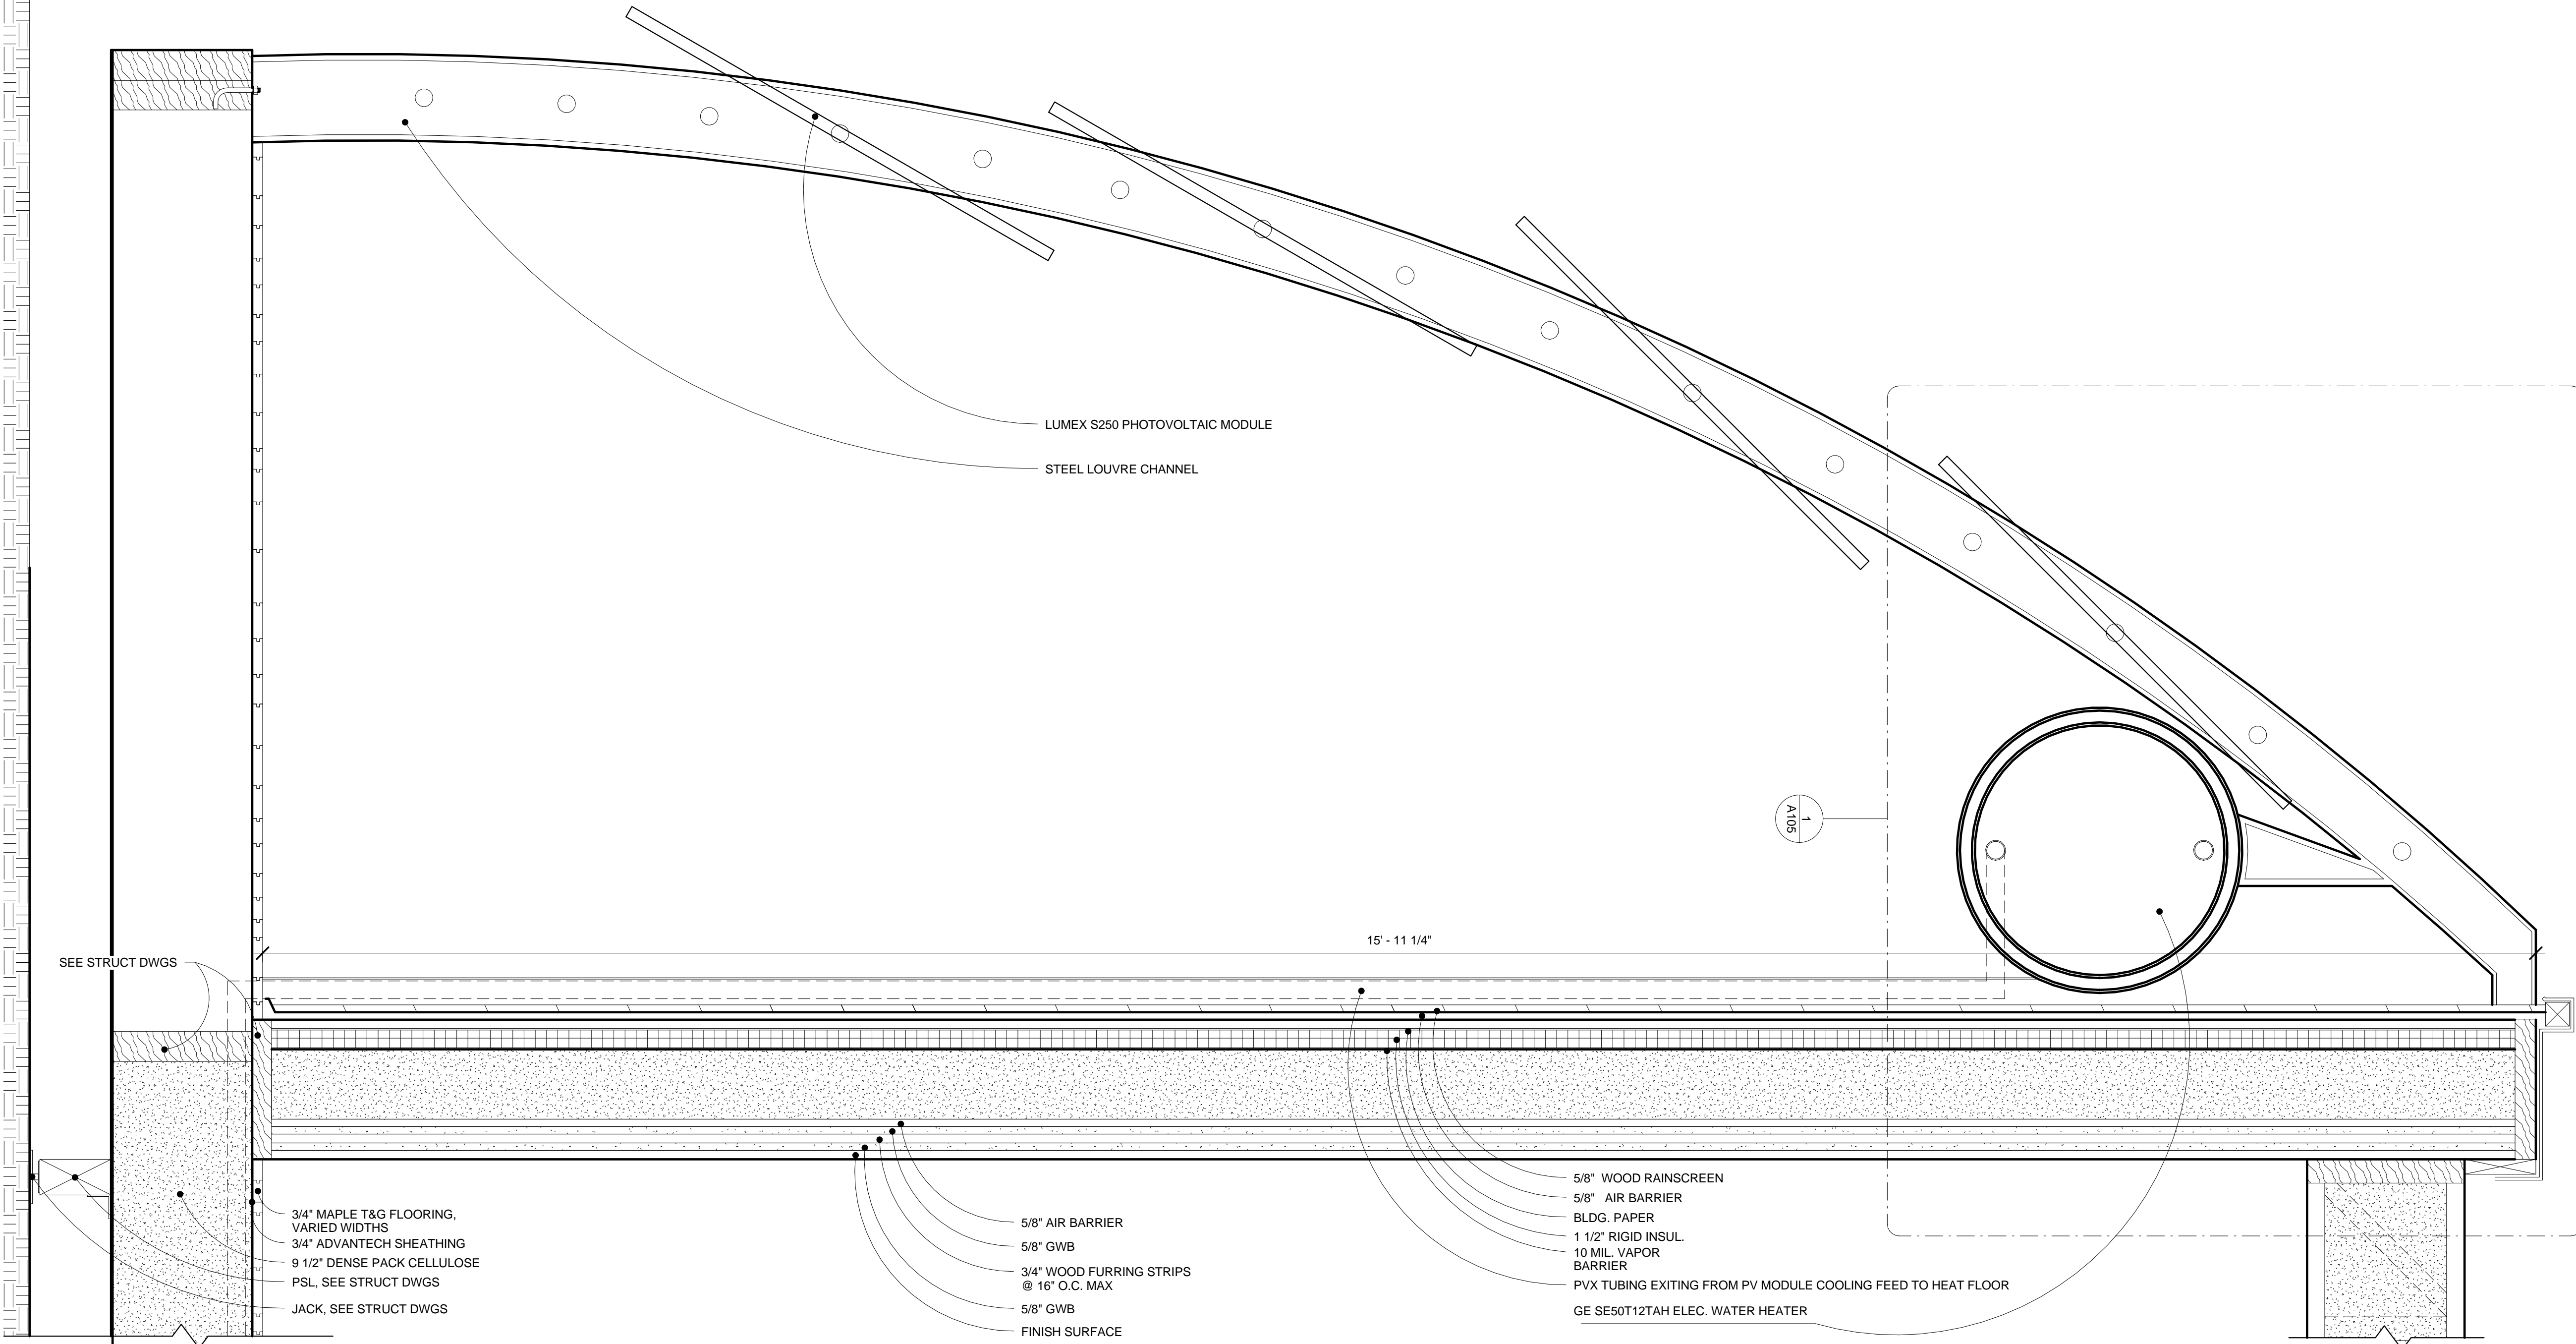 LUMEX S250 PHOTOVOLTAIC MODULE
STEEL LOUVRE CHANNEL
1
A105
15' - 11 1/4"
SEE STRUCT DWGS
3/4" MAPLE T&G FLOORING,
VARIED WIDTHS
3/4" ADVANTECH SHEATHING
9 1/2" DENSE PACK CELLULOSE
PSL, SEE STRUCT DWGS
JACK, SEE STRUCT DWGS
5/8" AIR BARRIER
5/8" GWB
3/4" WOOD FURRING STRIPS
@ 16" O.C. MAX
5/8" GWB
FINISH SURFACE
5/8" WOOD RAINSCREEN
5/8" AIR BARRIER
BLDG. PAPER
1 1/2" RIGID INSUL.
10 MIL. VAPOR
BARRIER
PVX TUBING EXITING FROM PV MODULE COOLING FEED TO HEAT FLOOR
GE SE50T12TAH ELEC. WATER HEATER